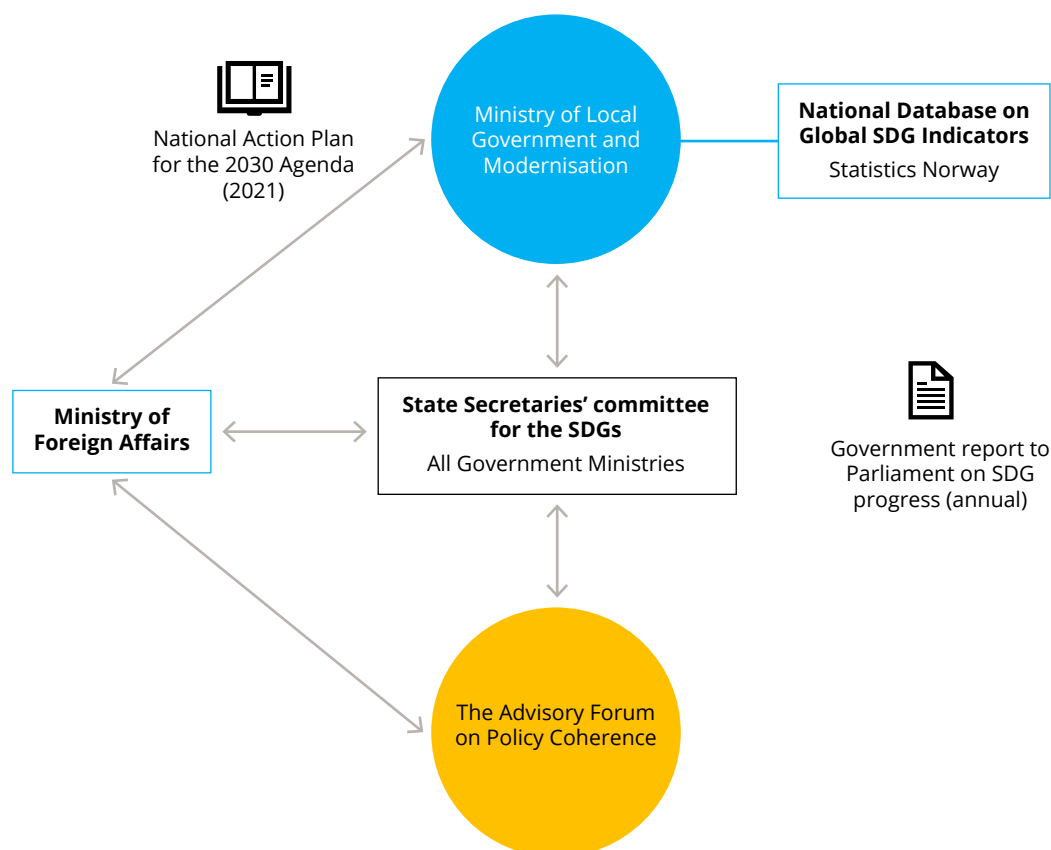 National Action Plan
for the 2030 Agenda
(2021)
Ministry of Local
Government and
Modernisation
National Database on
Global SDG Indicators
Statistics Norway
Ministry of
Foreign Affairs
State Secretaries’ committee
for the SDGs
All Government Ministries
Government report to
Parliament on SDG
progress (annual)
The Advisory Forum
on Policy Coherence